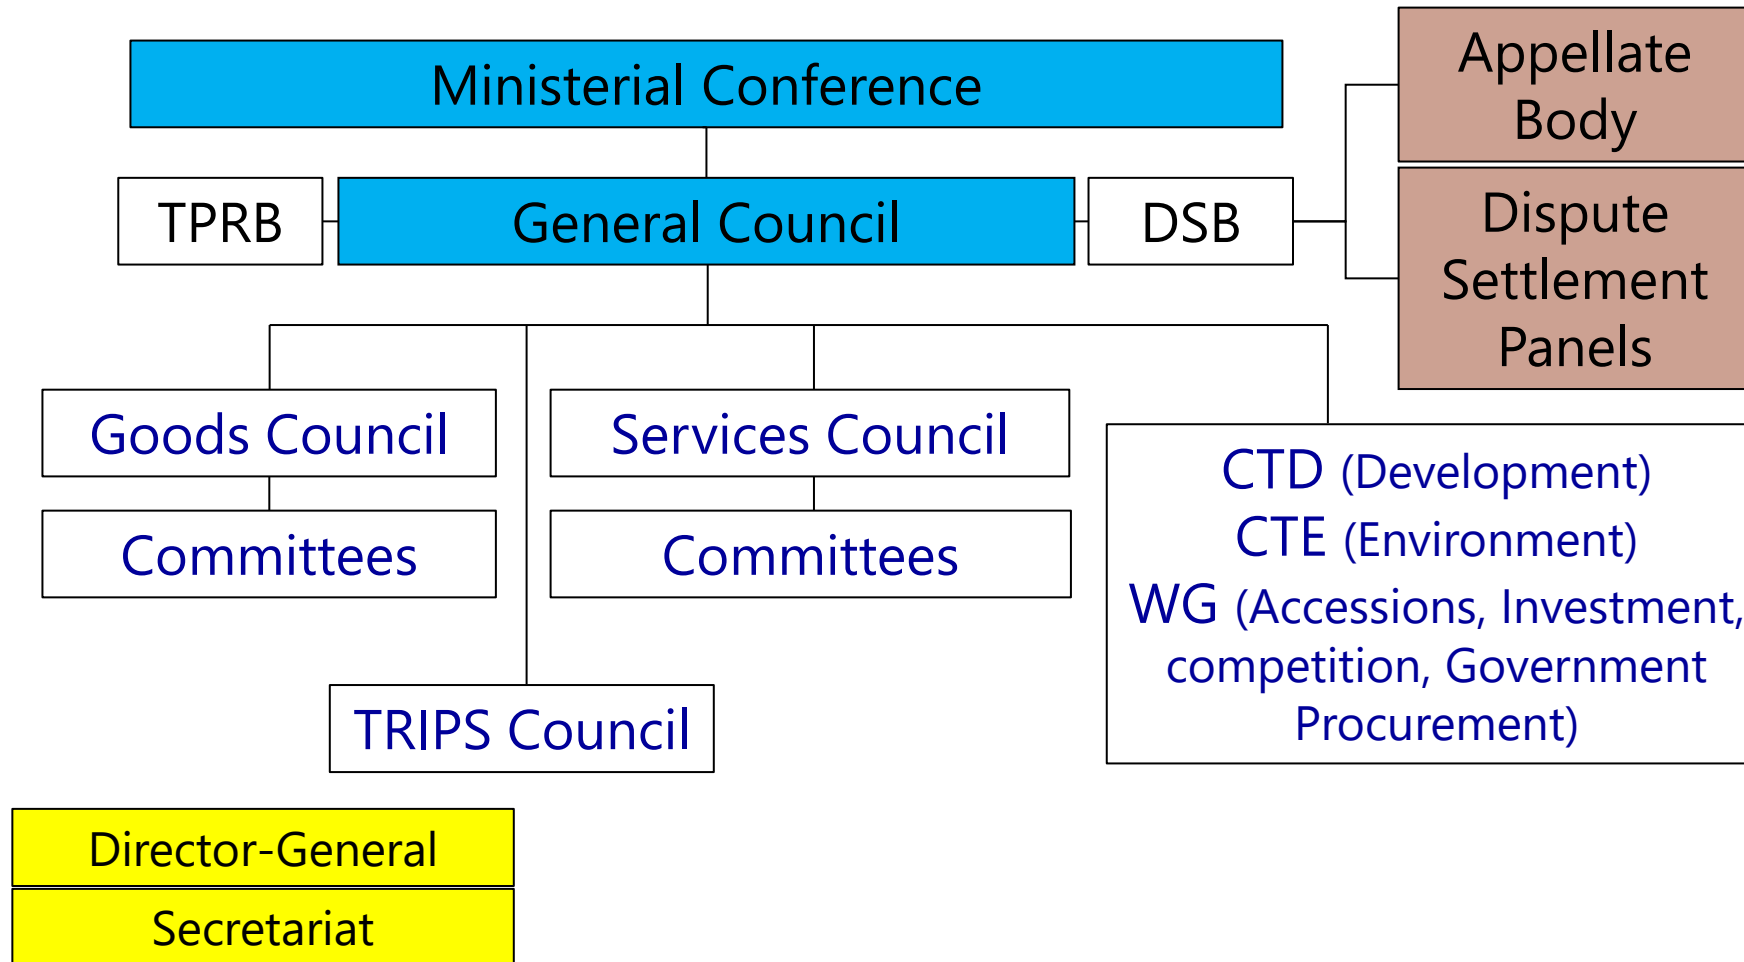 Ministerial Conference
Appellate
Body
TPRB
General Council
DSB
Dispute
Settlement
Panels
Goods Council
Services Council
Committees
Committees
CTD (Development)
CTE (Environment)
WG (Accessions, Investment,
competition, Government
Procurement)
TRIPS Council
Director-General
Secretariat